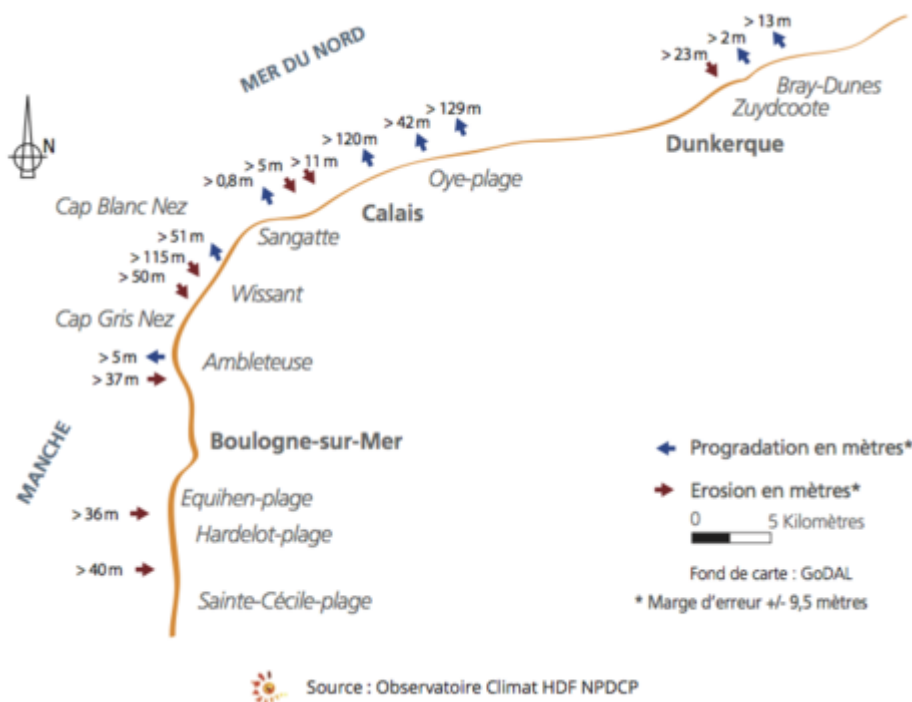 > 13 m
> 2 m
> 23 m
MER DU NORD
Bray-Dunes
Zuydcoote
Dunkerque
> 129 m
> 42 m
> 120 m
> 11 m
> 5 m
> 0,8 m
N
Oye-plage
Calais
Cap Blanc Nez
Sangatte
> 51 m
> 115 m
> 50 m
Wissant
Cap Gris Nez
> 5 m
Ambleteuse
> 37 m
MANCHE
Boulogne-sur-Mer
Equihen-plage
> 36 m
Hardelot-plage
> 40 m
Sainte-Cécile-plage
Progradation en mètres*
Erosion en mètres*
0 5 Kilomètres
Fond de carte : GoDAL
* Marge d'erreur +/- 9,5 mètres
Source : Observatoire Climat HDF NPDCP